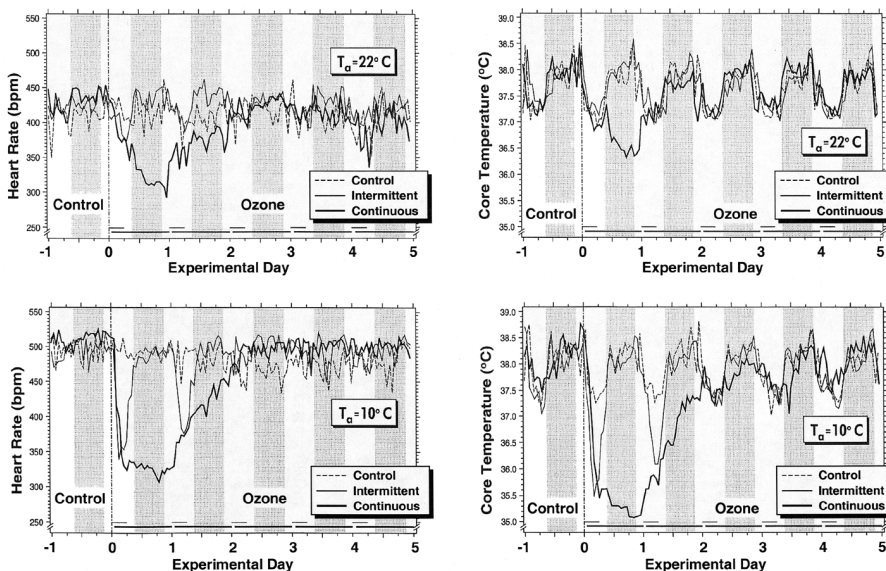 Heart Rate (bpm)
550
500
450
400
350
300
250
Tₐ=22° C
Control
Ozone
Control
Intermittent
Continuous
-1 0 1 2 3 4 5
Experimental Day
Core Temperature (°C)
39.0
38.5
38.0
37.5
37.0
36.5
36.0
35.5
35.0
Tₐ=22° C
Control
Ozone
Control
Intermittent
Continuous
-1 0 1 2 3 4 5
Experimental Day
Heart Rate (bpm)
550
500
450
400
350
300
250
Tₐ=10° C
Control
Ozone
Control
Intermittent
Continuous
-1 0 1 2 3 4 5
Experimental Day
Core Temperature (°C)
39.0
38.5
38.0
37.5
37.0
36.5
36.0
35.5
35.0
Tₐ=10° C
Control
Ozone
Control
Intermittent
Continuous
-1 0 1 2 3 4 5
Experimental Day